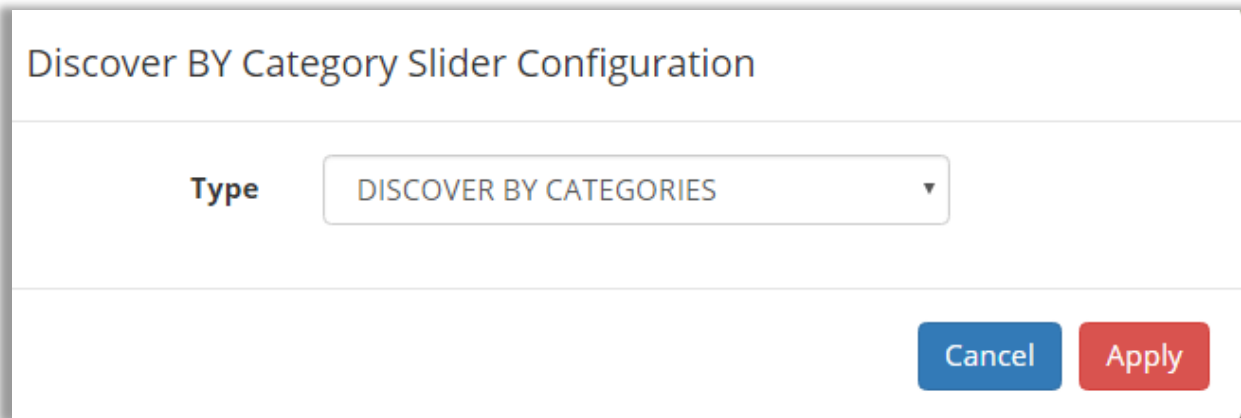 Discover BY Category Slider Configuration
Type DISCOVER BY CATEGORIES
Cancel Apply